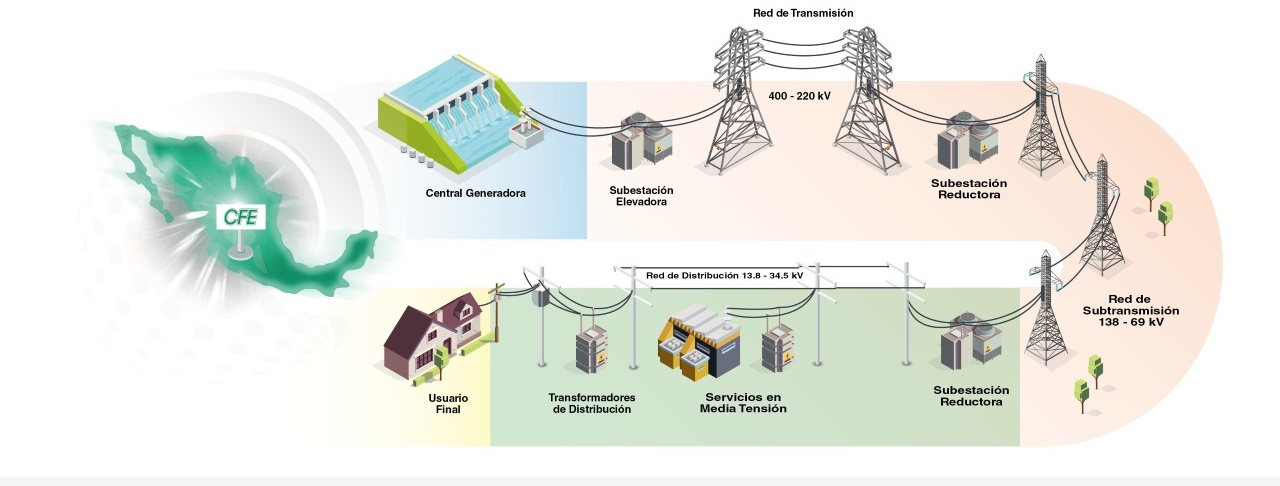 Red de Transmisión
400 - 220 kV
Central Generadora
Subestación
Elevadora
Subestación
Reductora
CFE
Red de Distribución 13.8 - 34.5 kV
Red de
Subtransmisión
138 - 69 kV
Usuario
Final
Transformadores
de Distribución
Servicios en
Media Tensión
Subestación
Reductora